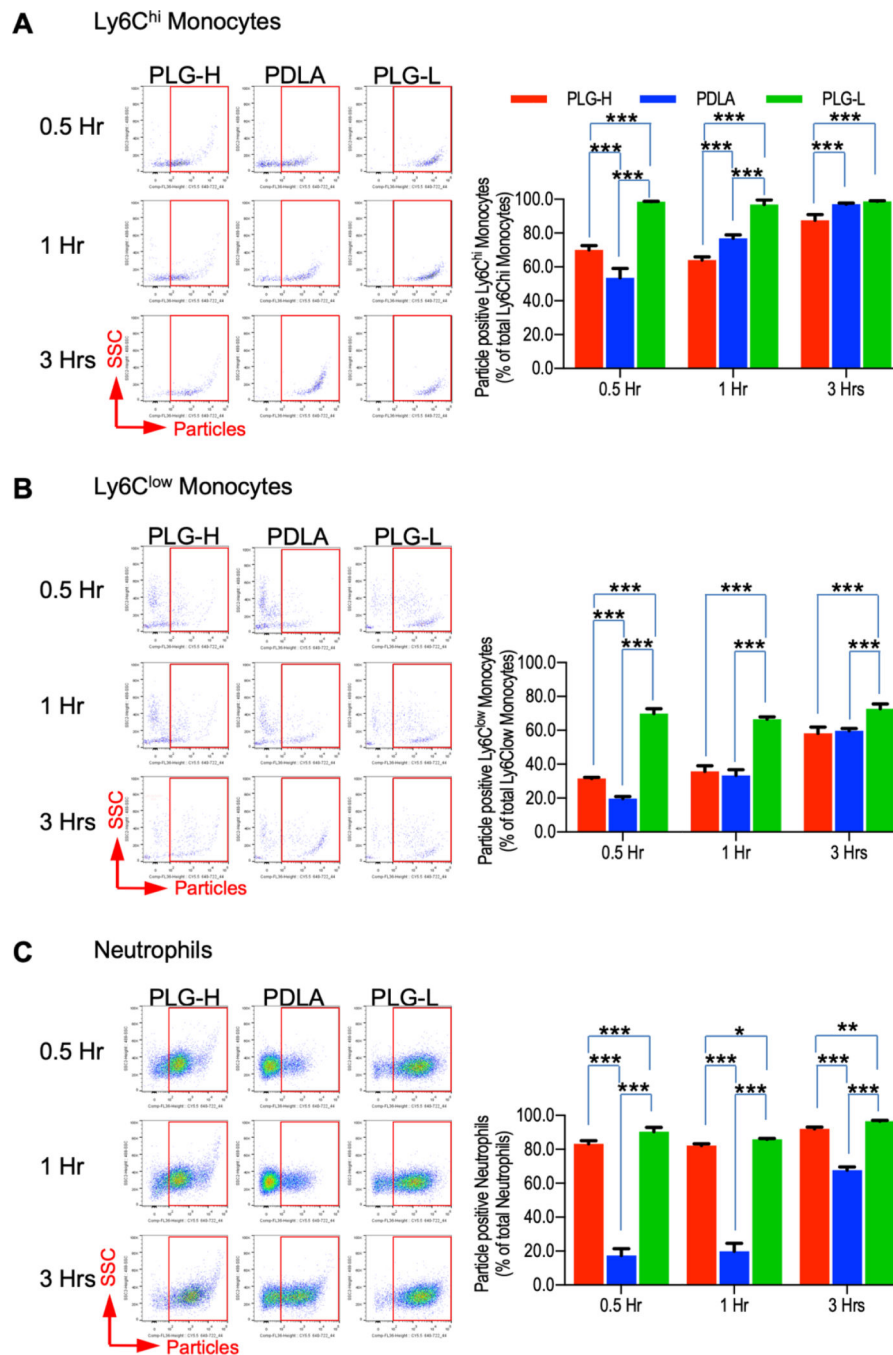 A Ly6Chi Monocytes
PLG-H PDLA PLG-L
0.5 Hr
1 Hr
3 Hrs
SSC
Particles
PLG-H PDLA PLG-L
*** *** ***
*** *** *** *** ***
***
Particle positive Ly6Chi Monocytes
(% of total Ly6Chi Monocytes)
100.0
80.0
60.0
40.0
20.0
0.0
0.5 Hr 1 Hr 3 Hrs
B Ly6Clow Monocytes
PLG-H PDLA PLG-L
0.5 Hr
1 Hr
3 Hrs
SSC
Particles
*** *** ***
***
*** *** ***
Particle positive Ly6Clow Monocytes
(% of total Ly6Clow Monocytes)
100.0
80.0
60.0
40.0
20.0
0.0
0.5 Hr 1 Hr 3 Hrs
C Neutrophils
PLG-H PDLA PLG-L
0.5 Hr
1 Hr
3 Hrs
SSC
Particles
*** * **
*** *** ***
*** *** ***
Particle positive Neutrophils
(% of total Neutrophils)
100.0
80.0
60.0
40.0
20.0
0.0
0.5 Hr 1 Hr 3 Hrs